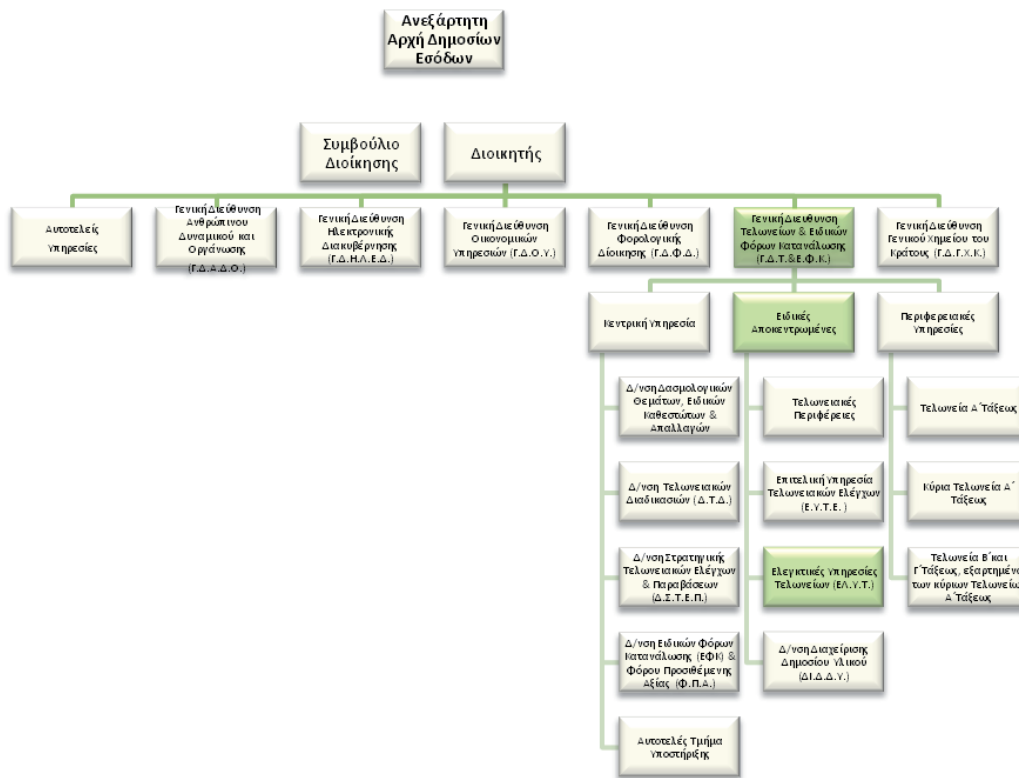 Ανεξάρτητη
Αρχή Δημοσίων
Εσόδων
Συμβούλιο
Διοίκησης
Διοικητής
Αυτοτελείς
Υπηρεσίες
Γενική Διεύθυνση
Ανθρώπινου
Δυναμικού και
Οργάνωσης
(Γ.Δ.Α.Δ.Ο.)
Γενική Διεύθυνση
Ηλεκτρονικής
Διακυβέρνησης
(Γ.Δ.Η.Λ.Ε.Δ.)
Γενική Διεύθυνση
Οικονομικών
Υπηρεσιών (Γ.Δ.Ο.Υ.)
Γενική Διεύθυνση
Φορολογικής
Διοίκησης (Γ.Δ.Φ.Δ.)
Γενική Διευθυνση
Τελωνείων & Ειδικών
Φόρων Κατανάλωσης
(Γ.Δ.Τ.&Ε.Φ.Κ.)
Γενική Διεύθυνση
Γενικού Χημείου του
Κράτους (Γ.Δ.Γ.Χ.Κ.)
Κεντρική Υπηρεσία
Ειδικές
Αποκεντρωμένες
Περιφερειακές
Υπηρεσίες
Δ/νση Δασμολογικών
Θεμάτων, Ειδικών
Καθεστώτων &
Απαλλαγών
Δ/νση Τελωνειακών
Διαδικασιών (Δ.Τ.Δ.)
Δ/νση Στρατηγικής
Τελωνειακών Ελέγχων
& Παραβάσεων
(Δ.Σ.Τ.Ε.Π.)
Δ/νση Ειδικών Φόρων
Κατανάλωσης (ΕΦΚ) &
Φόρου Προσιθέμενης
Αξίας (Φ.Π.Α.)
Αυτοτελές Τμήμα
Υποστήριξης
Τελωνειακές
Περιφέρειες
Επιτελική Υπηρεσία
Τελωνειακών Ελέγχων
(Ε.Υ.Τ.Ε.)
Ελεγκτικές Υπηρεσίες
Τελωνείων (ΕΛ.Υ.Τ.)
Δ/νση Διαχείρισης
Δημοσίου Υλικού
(ΔΙ.Δ.Δ.Υ.)
Τελωνεία Α΄Τάξεως
Κύρια Τελωνεία Α΄
Τάξεως
Τελωνεία Β΄και
Γ΄Τάξεως, εξαρτημένα
των κύριων Τελωνείων
Α΄Τάξεως